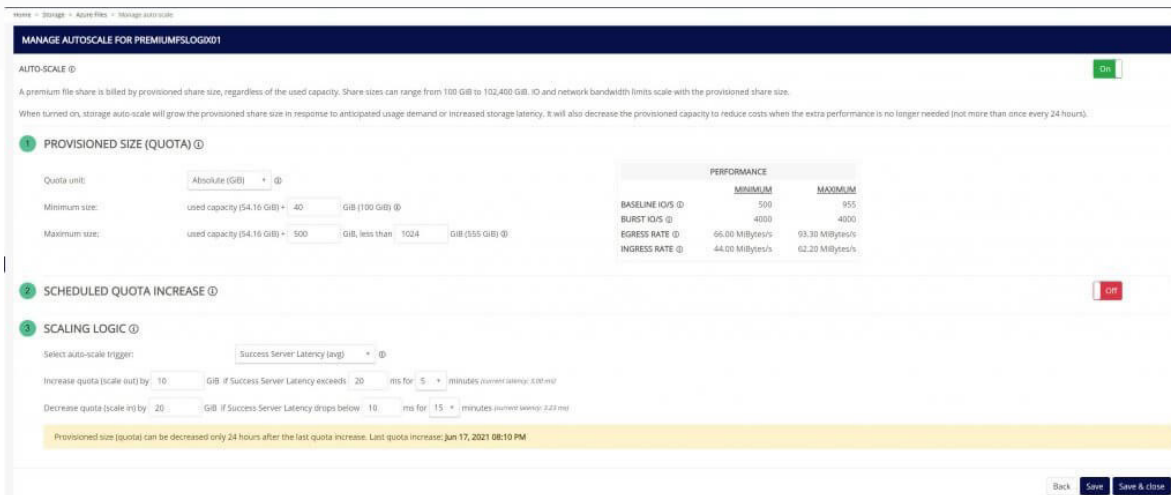 Home > Storage > Azure Files > Manage auto-scale
MANAGE AUTOSCALE FOR PREMIUMFSLOGIX01
AUTO-SCALE
On
A premium file share is billed by provisioned share size, regardless of the used capacity. Share sizes can range from 100 GiB to 102,400 GiB. IO and network bandwidth limits scale with the provisioned share size.
When turned on, storage auto-scale will grow the provisioned share size in response to anticipated usage demand or increased storage latency. It will also decrease the provisioned capacity to reduce costs when the extra performance is no longer needed (not more than once every 24 hours).
1 PROVISIONED SIZE (QUOTA)
Quota unit: Absolute (GiB)
Minimum size: used capacity (54.16 GiB) + 40 GiB (100 GiB)
Maximum size: used capacity (54.16 GiB) + 500 GiB, less than 1024 GiB (555 GiB)
PERFORMANCE
MINIMUM MAXIMUM
BASELINE IO/S 500 955
BURST IO/S 4000 4000
EGRESS RATE 66.00 MiBytes/s 93.30 MiBytes/s
INGRESS RATE 44.00 MiBytes/s 62.20 MiBytes/s
2 SCHEDULED QUOTA INCREASE
Off
3 SCALING LOGIC
Select auto-scale trigger: Success Server Latency (avg)
Increase quota (scale out) by 10 GiB if Success Server Latency exceeds 20 ms for 5 minutes (current latency: 3.00 ms)
Decrease quota (scale in) by 20 GiB if Success Server Latency drops below 10 ms for 15 minutes (current latency: 3.23 ms)
Provisioned size (quota) can be decreased only 24 hours after the last quota increase. Last quota increase: Jun 17, 2021 08:10 PM
Back Save Save & close